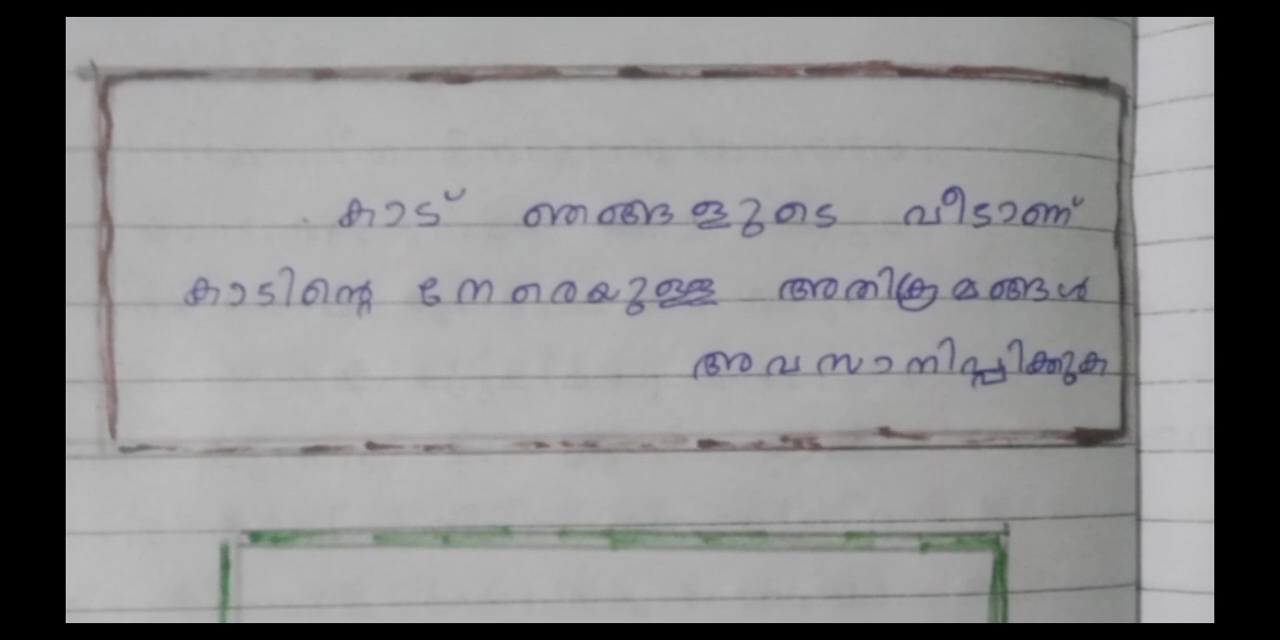 കാട് ഞങ്ങളുടെ വീടാണ്
കാടിൻ്റെ നേരെയുള്ള അതിക്രമങ്ങൾ
അവസാനിപ്പിക്കുക